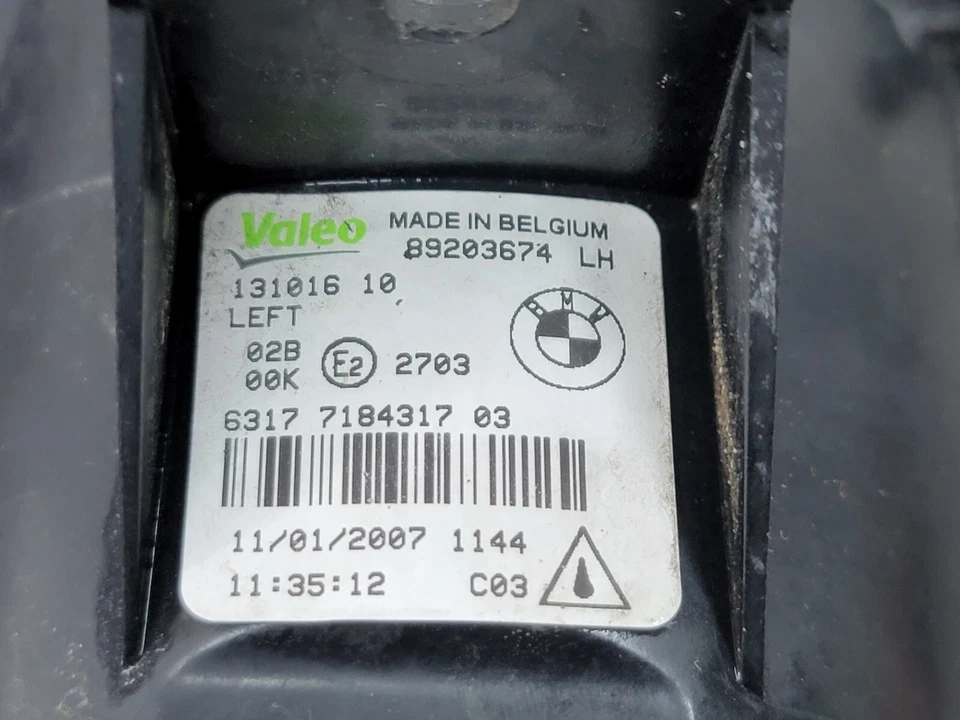 Valeo MADE IN BELGIUM
89203674 LH
131016 10
LEFT
02B
00K E2 2703
BMW
6317 7184317 03
11/01/2007 1144
11:35:12 C03